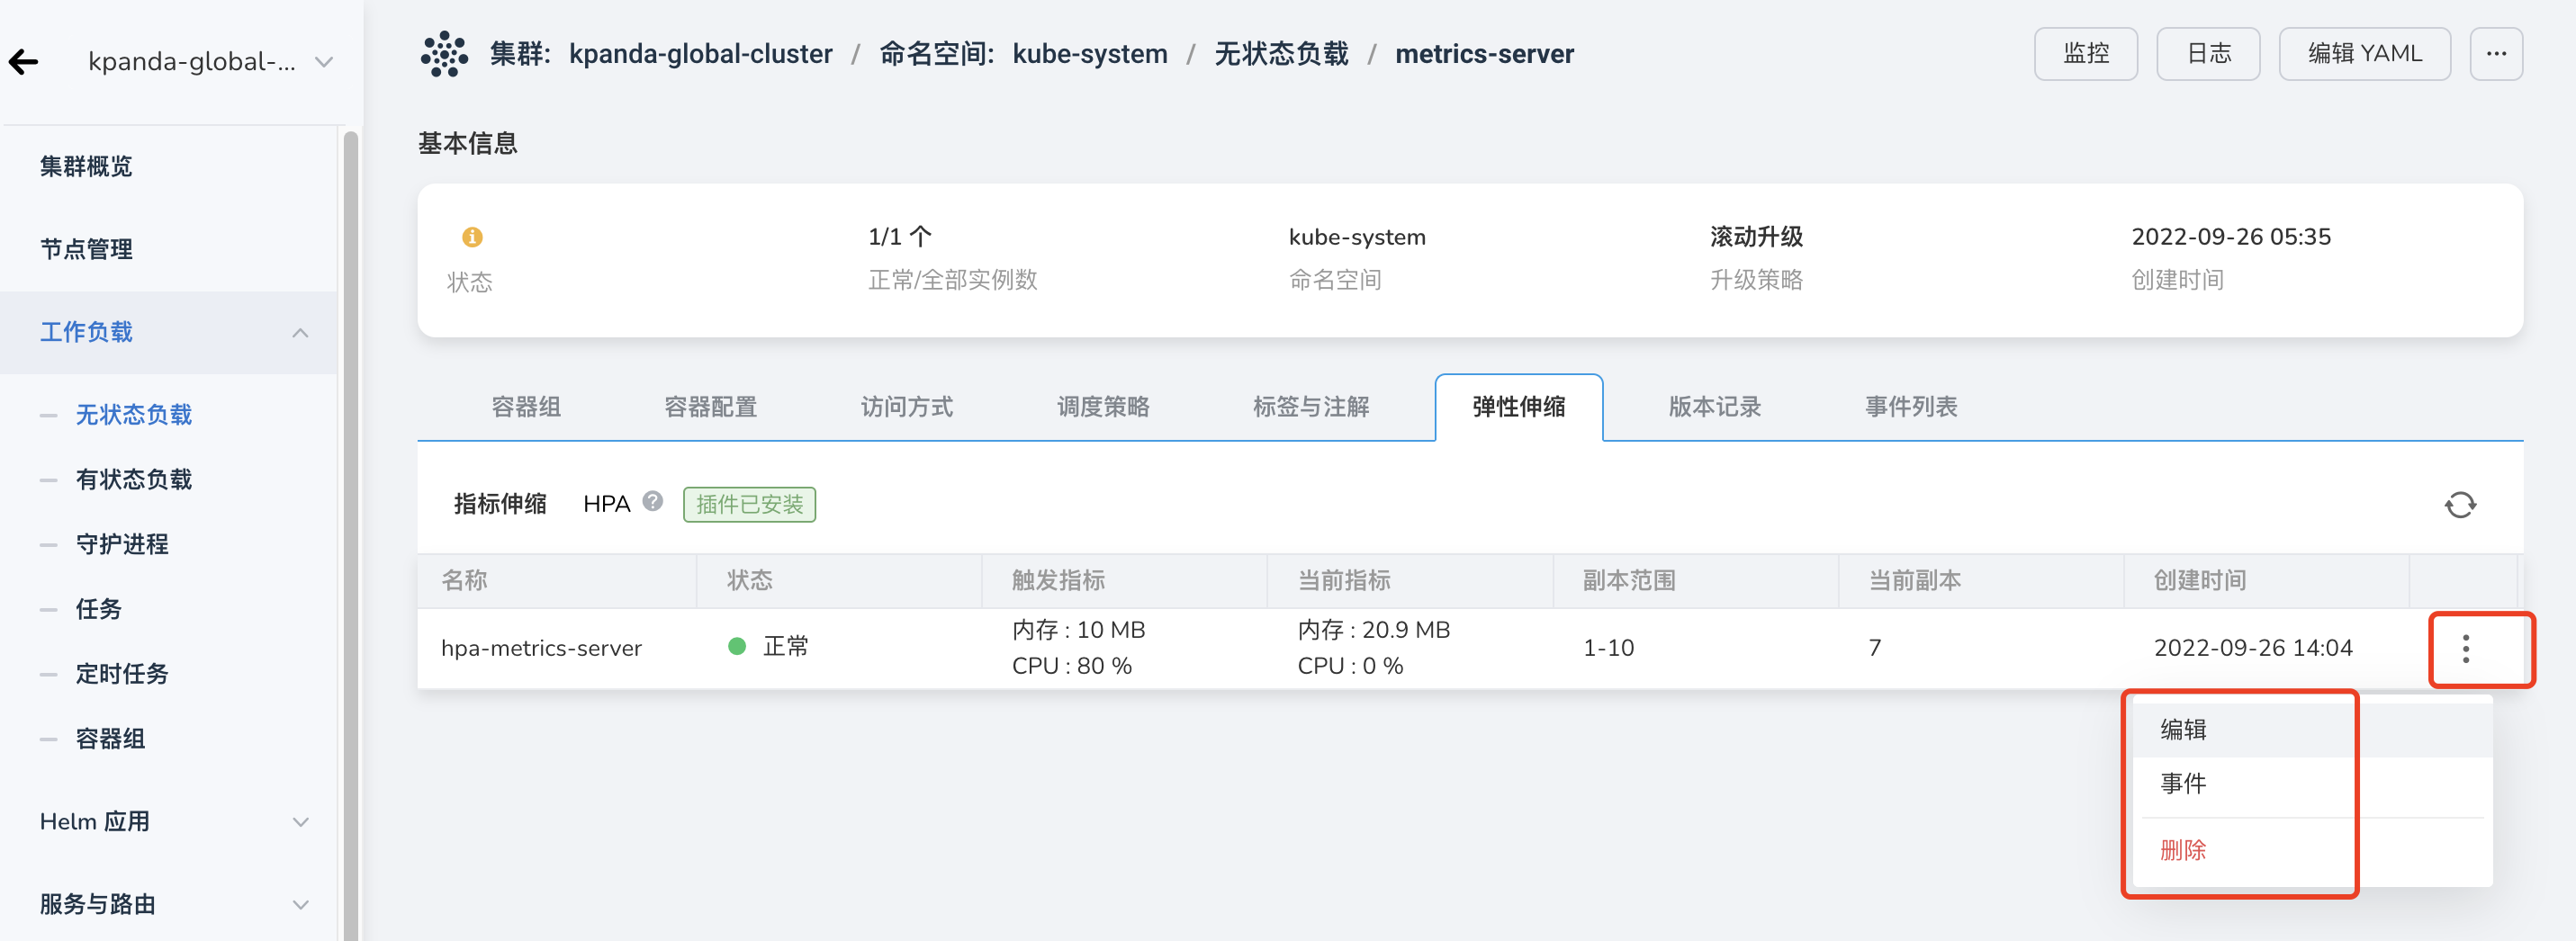 kpanda-global-...
集群: kpanda-global-cluster / 命名空间: kube-system / 无状态负载 / metrics-server
监控
日志
编辑 YAML
集群概览
节点管理
工作负载
无状态负载
有状态负载
守护进程
任务
定时任务
容器组
Helm 应用
服务与路由
基本信息
状态
1/1 个
正常/全部实例数
kube-system
命名空间
滚动升级
升级策略
2022-09-26 05:35
创建时间
容器组 容器配置 访问方式 调度策略 标签与注解 弹性伸缩 版本记录 事件列表
指标伸缩 HPA 插件已安装
名称 状态 触发指标 当前指标 副本范围 当前副本 创建时间
hpa-metrics-server
正常
内存 : 10 MB
CPU : 80 %
内存 : 20.9 MB
CPU : 0 %
1-10
7
2022-09-26 14:04
编辑
事件
删除